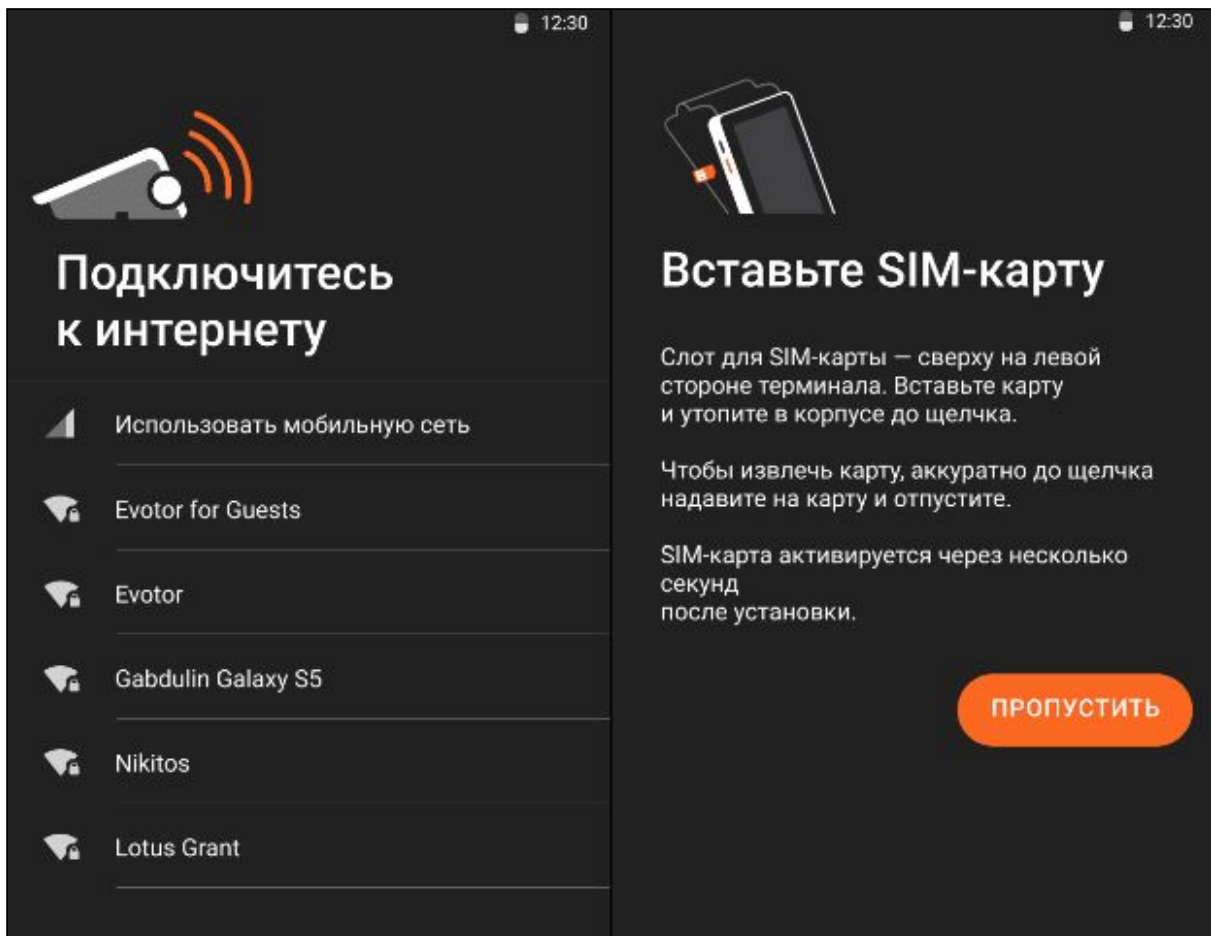 12:30
Подключитесь
к интернету
Использовать мобильную сеть
Evotor for Guests
Evotor
Gabdulin Galaxy S5
Nikitos
Lotus Grant
12:30
Вставьте SIM-карту
Слот для SIM-карты — сверху на левой
стороне терминала. Вставьте карту
и утопите в корпусе до щелчка.
Чтобы извлечь карту, аккуратно до щелчка
надавите на карту и отпустите.
SIM-карта активируется через несколько
секунд
после установки.
ПРОПУСТИТЬ